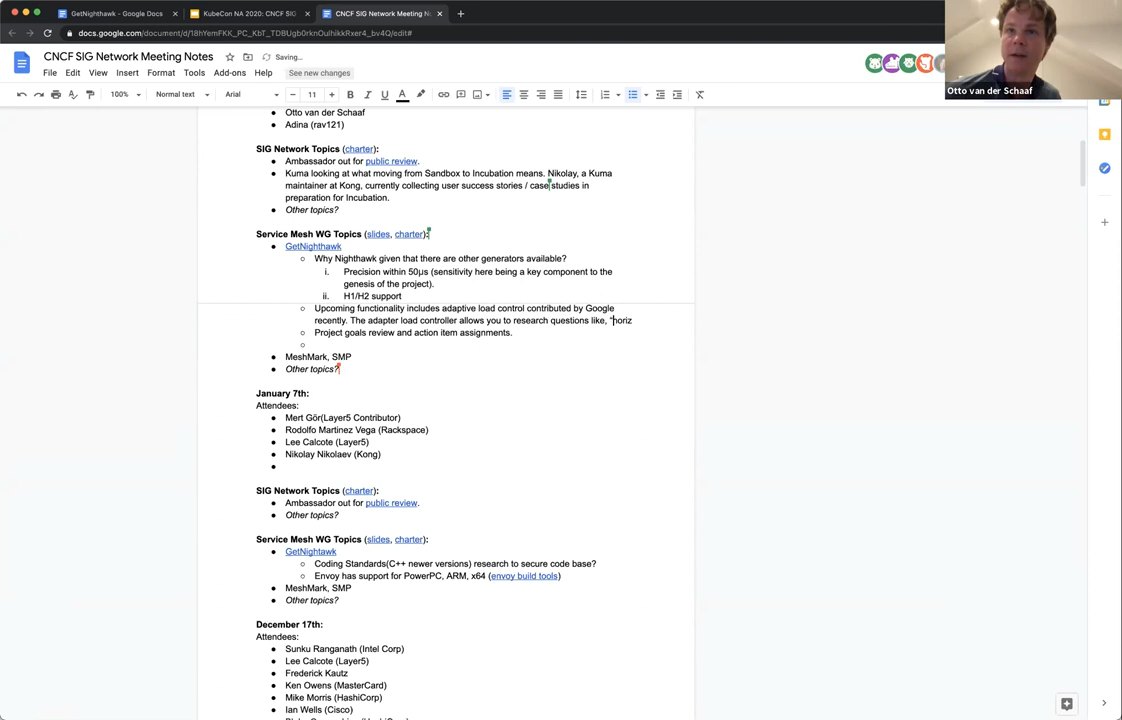 GetNighthawk - Google Docs
KubeCon NA 2020: CNCF SIG
CNCF SIG Network Meeting No
docs.google.com/document/d/18hYemFKK_PC_KbT_TDBUgb0rknOulhikkRxer4_bv4Q/edit#
CNCF SIG Network Meeting Notes
Saving...
File Edit View Insert Format Tools Add-ons Help
See new changes
100% Normal text Arial 11
Otto van der Schaaf
Otto van der Schaaf
Adina (rav121)
SIG Network Topics (charter):
Ambassador out for public review.
Kuma looking at what moving from Sandbox to Incubation means. Nikolay, a Kuma
maintainer at Kong, currently collecting user success stories / case studies in
preparation for Incubation.
Other topics?
Service Mesh WG Topics (slides, charter):
GetNighthawk
Why Nighthawk given that there are other generators available?
i. Precision within 50µs (sensitivity here being a key component to the
genesis of the project).
ii. H1/H2 support
Upcoming functionality includes adaptive load control contributed by Google
recently. The adapter load controller allows you to research questions like, “horiz
Project goals review and action item assignments.
MeshMark, SMP
Other topics?
January 7th:
Attendees:
Mert Gör(Layer5 Contributor)
Rodolfo Martinez Vega (Rackspace)
Lee Calcote (Layer5)
Nikolay Nikolaev (Kong)
SIG Network Topics (charter):
Ambassador out for public review.
Other topics?
Service Mesh WG Topics (slides, charter):
GetNightawk
Coding Standards(C++ newer versions) research to secure code base?
Envoy has support for PowerPC, ARM, x64 (envoy build tools)
MeshMark, SMP
Other topics?
December 17th:
Attendees:
Sunku Ranganath (Intel Corp)
Lee Calcote (Layer5)
Frederick Kautz
Ken Owens (MasterCard)
Mike Morris (HashiCorp)
Ian Wells (Cisco)